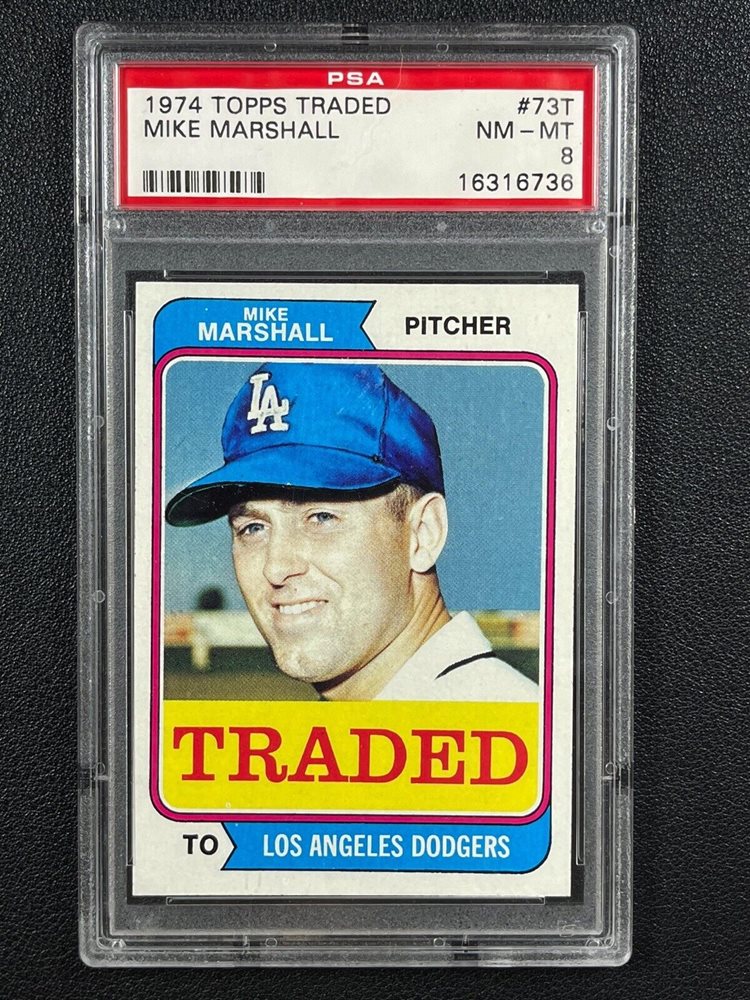 PSA
1974 TOPPS TRADED #73T
MIKE MARSHALL NM – MT
8
16316736
MIKE
MARSHALL PITCHER
LA
TRADED
TO LOS ANGELES DODGERS